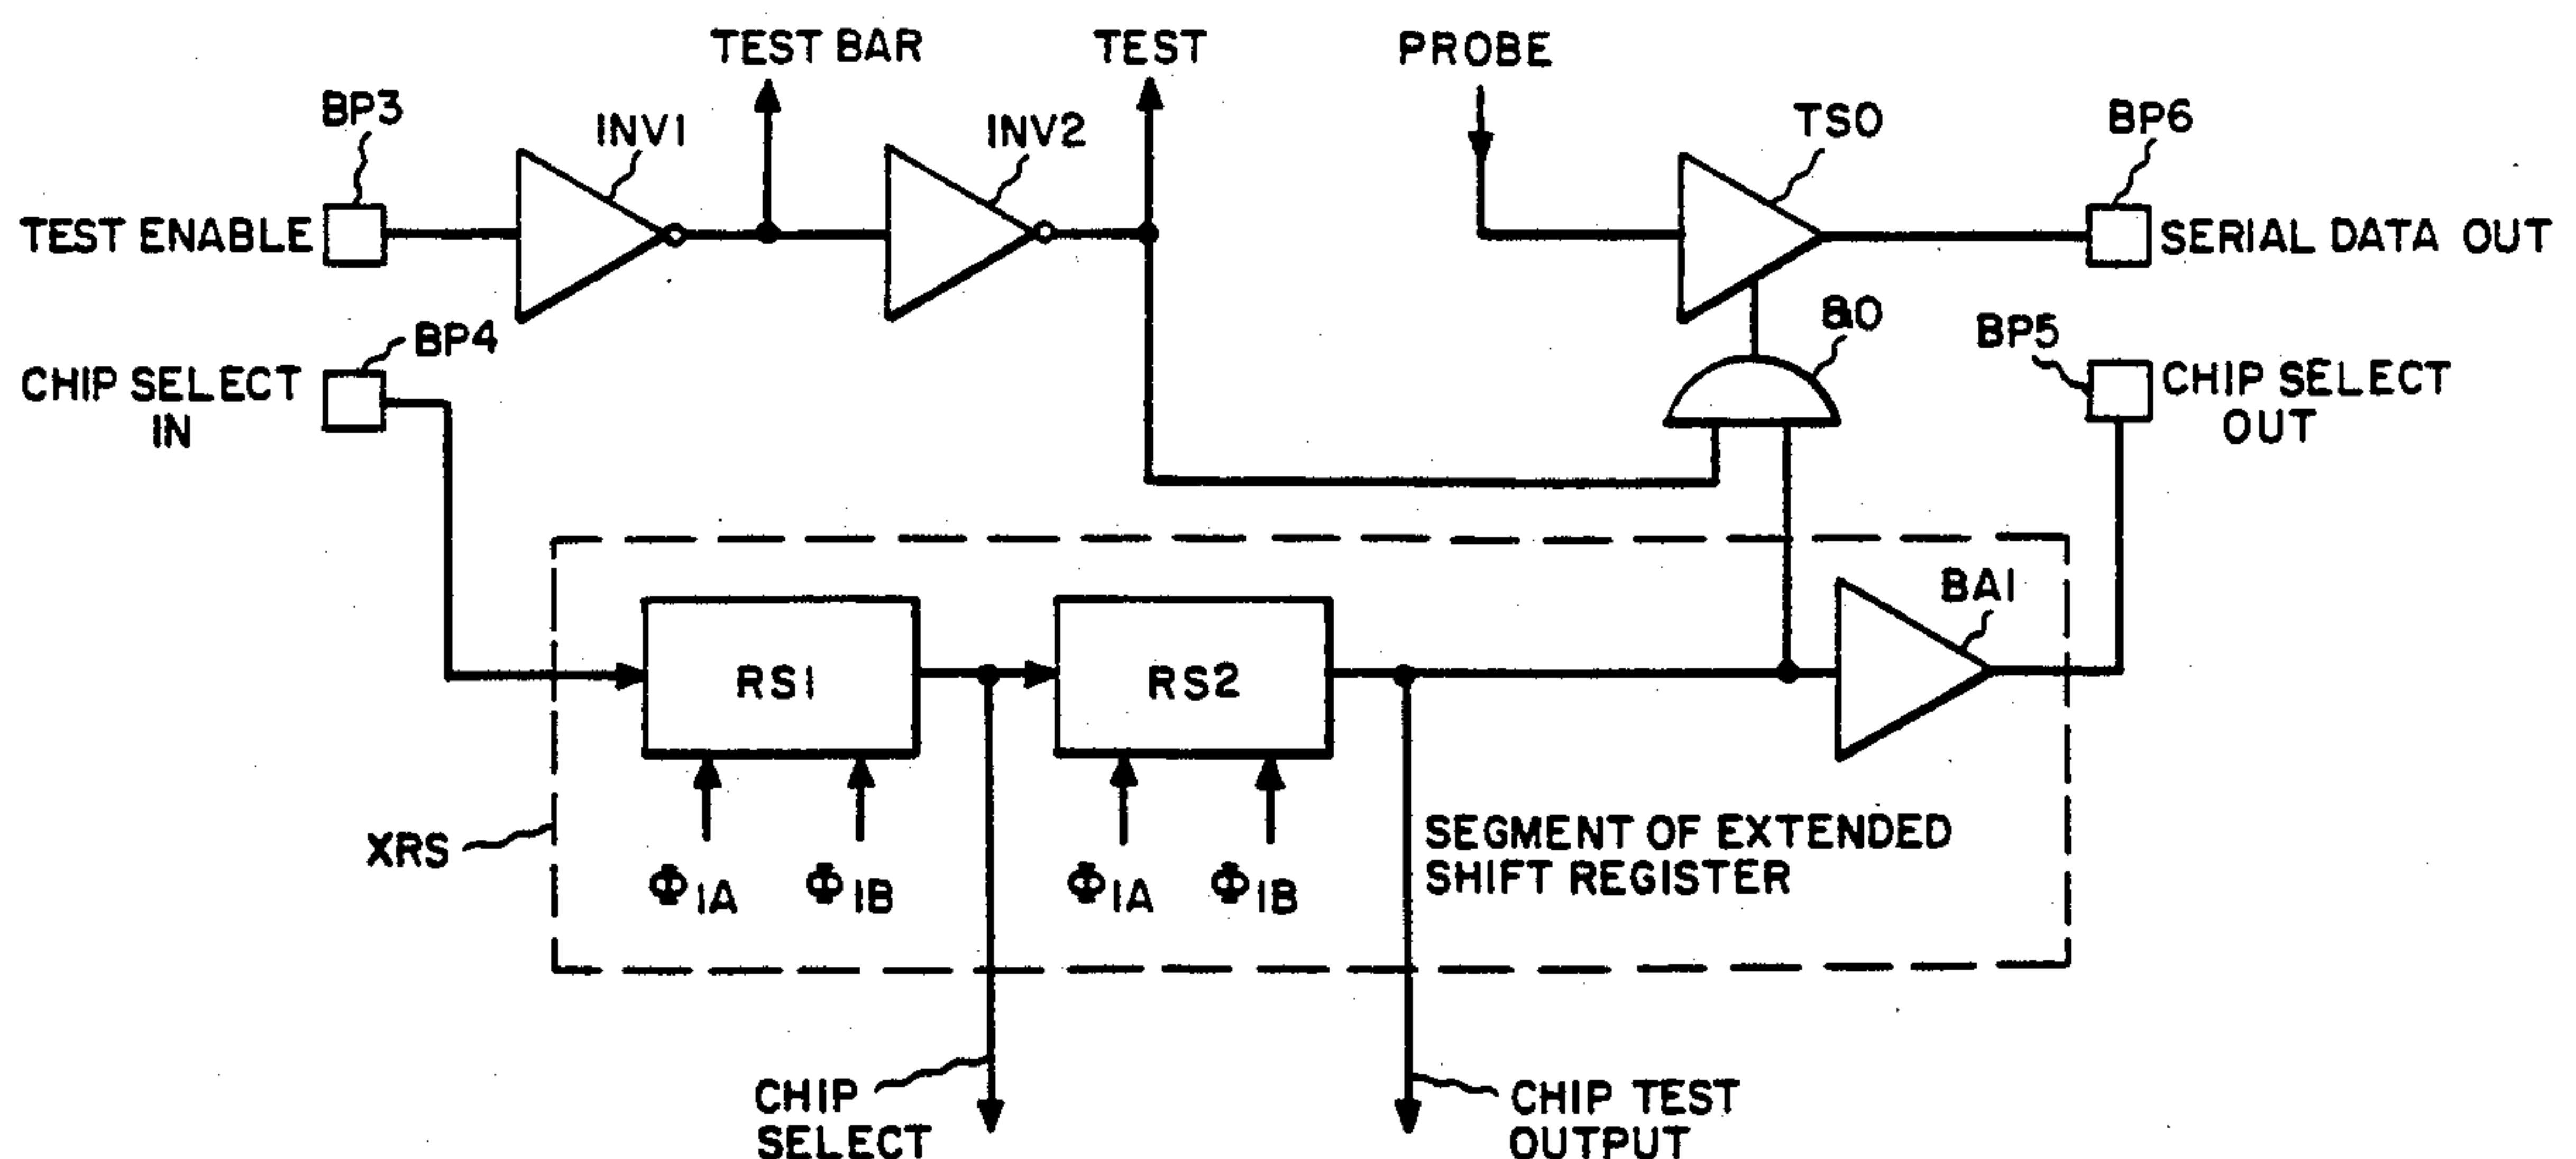 TEST BAR
TEST
PROBE
BP3
INV1
INV2
TSO
BP6
TEST ENABLE
SERIAL DATA OUT
&O
BP4
BP5
CHIP SELECT
IN
CHIP SELECT
OUT
BA1
RS1
RS2
XRS
Φ1A
Φ1B
Φ1A
Φ1B
SEGMENT OF EXTENDED
SHIFT REGISTER
CHIP
SELECT
CHIP TEST
OUTPUT